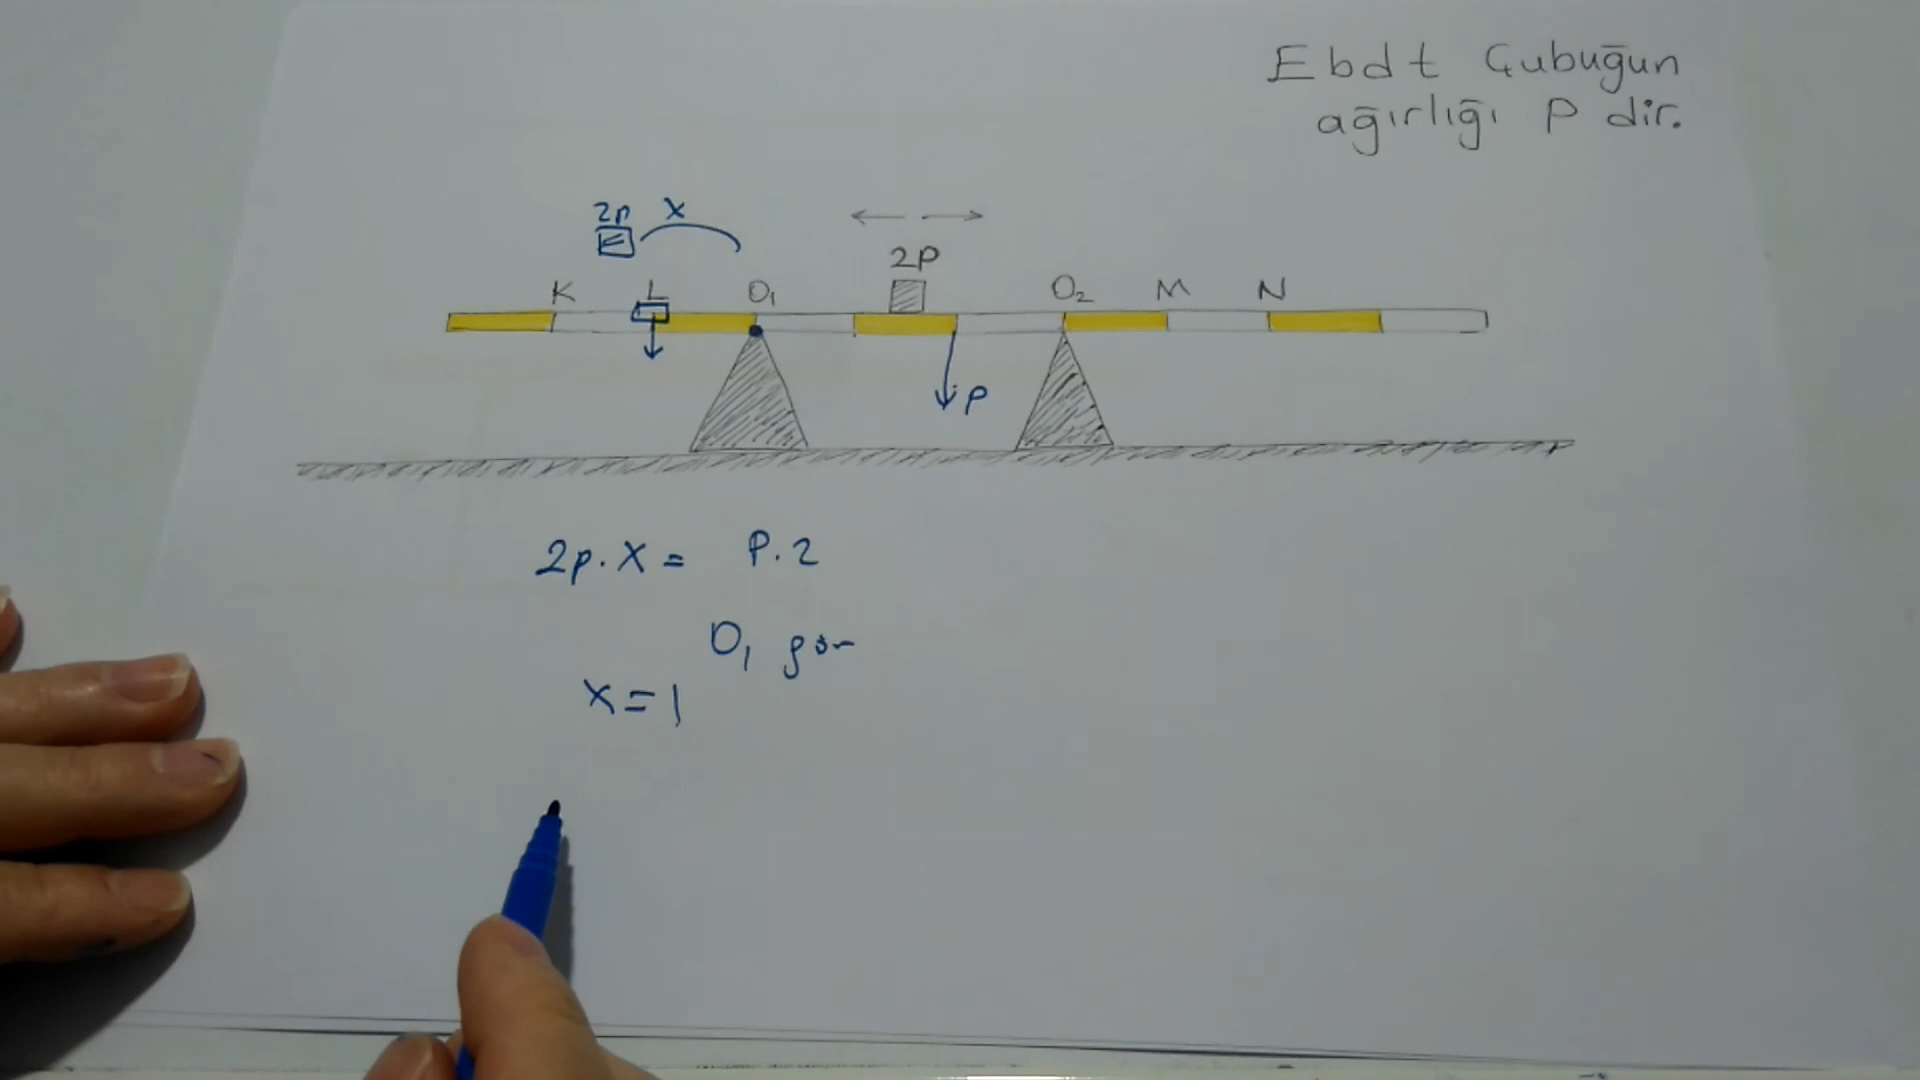 Ebdt Çubuğun
ağırlığı P dir.
2P X
2P
K L O₁ O₂ M N
P
2p. X = P. 2
O₁ gör
X = 1